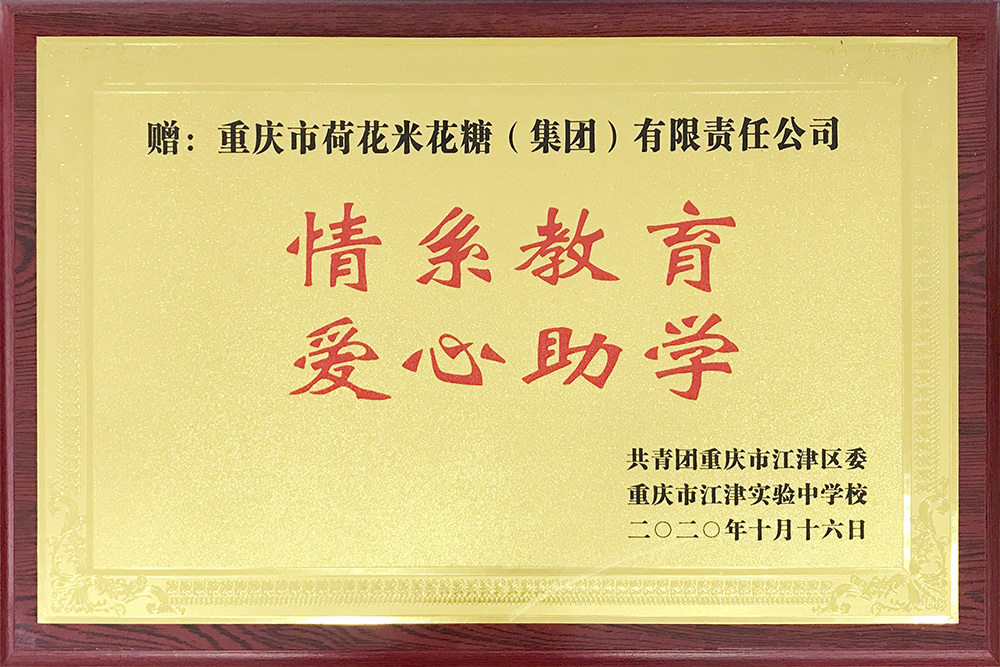 赠：重庆市荷花米花糖（集团）有限责任公司
情系教育
爱心助学
共青团重庆市江津区委
重庆市江津实验中学校
二〇二〇年十月十六日